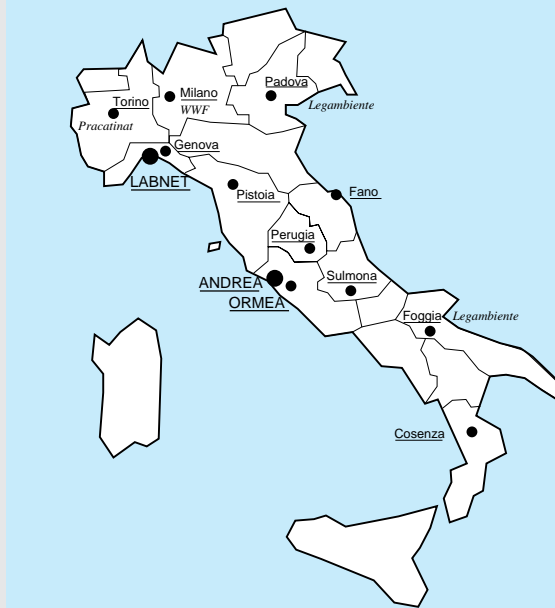 Padova
Milano
Torino
WWF
Legambiente
Pracatinat
Genova
LABNET
Pistoia
Fano
Perugia
Sulmona
ANDREA
ORMEA
Foggia
Legambiente
Cosenza